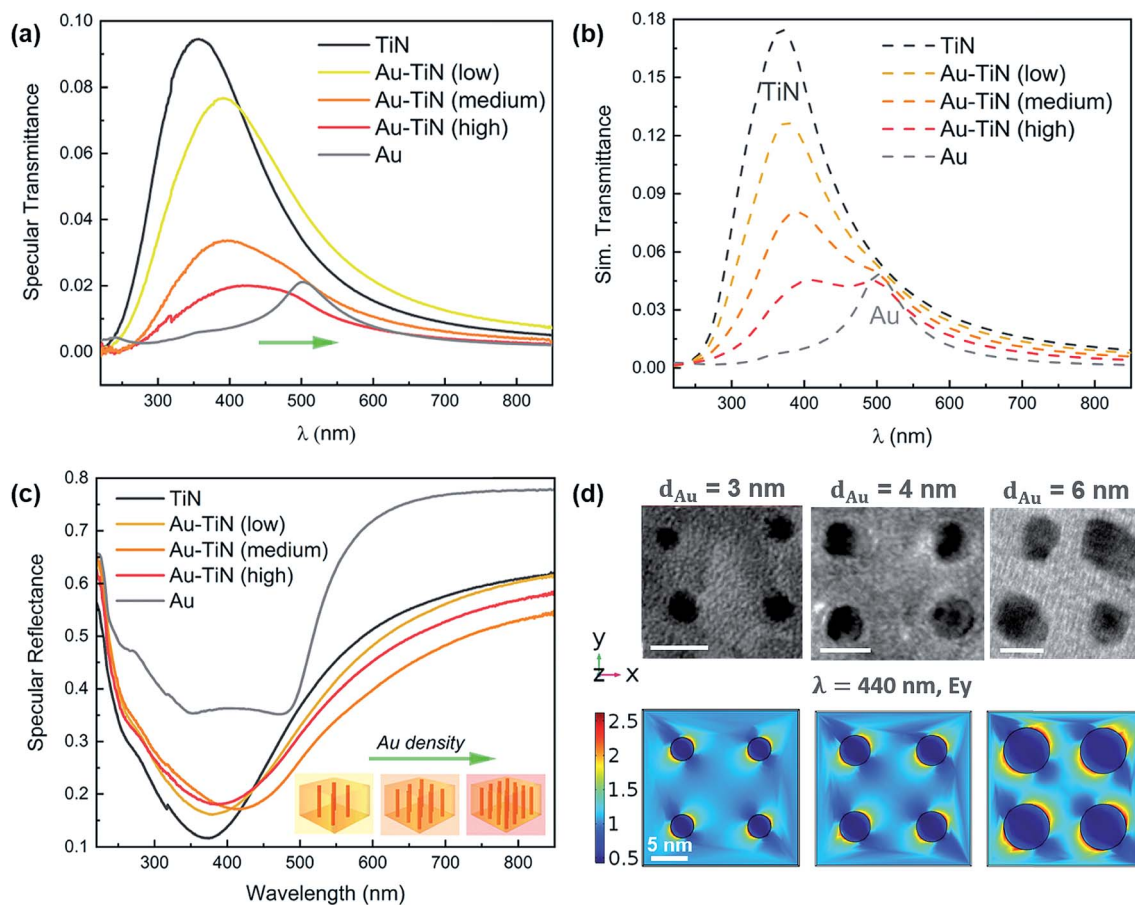 (a)
0.10
0.08
0.06
0.04
0.02
0.00
Specular Transmittance
TiN
Au-TiN (low)
Au-TiN (medium)
Au-TiN (high)
Au
300 400 500 600 700 800
λ (nm)
(b)
0.18
0.15
0.12
0.09
0.06
0.03
0.00
Sim. Transmittance
TiN
Au-TiN (low)
Au-TiN (medium)
Au-TiN (high)
Au
TiN
Au
300 400 500 600 700 800
λ (nm)
(c)
0.8
0.7
0.6
0.5
0.4
0.3
0.2
0.1
Specular Reflectance
TiN
Au-TiN (low)
Au-TiN (medium)
Au-TiN (high)
Au
Au density
300 400 500 600 700 800
Wavelength (nm)
(d)
dAu = 3 nm dAu = 4 nm dAu = 6 nm
y
z x
λ = 440 nm, Ey
2.5
2
1.5
1
0.5
5 nm